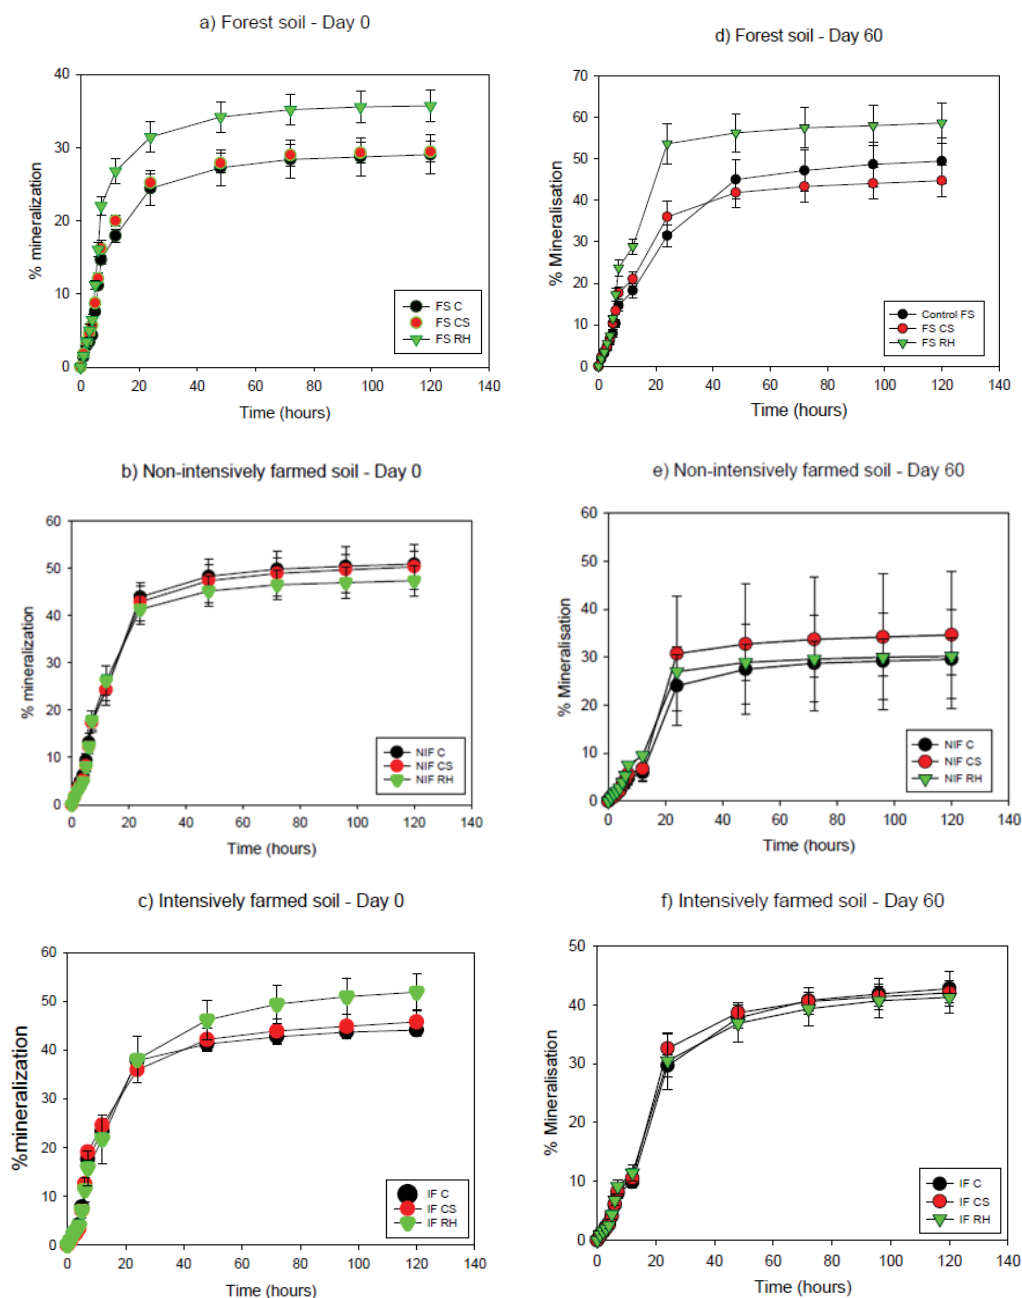 a) Forest soil - Day 0
40
30
20
10
0
% mineralization
FS C
FS CS
FS RH
0 20 40 60 80 100 120 140
Time (hours)
d) Forest soil - Day 60
70
60
50
40
30
20
10
0
% Mineralisation
Control FS
FS CS
FS RH
0 20 40 60 80 100 120 140
Time (hours)
b) Non-intensively farmed soil - Day 0
60
50
40
30
20
10
0
% mineralization
NIF C
NIF CS
NIF RH
0 20 40 60 80 100 120 140
Time (hours)
e) Non-intensively farmed soil - Day 60
60
50
40
30
20
10
0
% Mineralisation
NIF C
NIF CS
NIF RH
0 20 40 60 80 100 120 140
Time (hours)
c) Intensively farmed soil - Day 0
60
50
40
30
20
10
0
%mineralization
IF C
IF CS
IF RH
0 20 40 60 80 100 120 140
Time (hours)
f) Intensively farmed soil - Day 60
50
40
30
20
10
0
% Mineralisation
IF C
IF CS
IF RH
0 20 40 60 80 100 120 140
Time (hours)